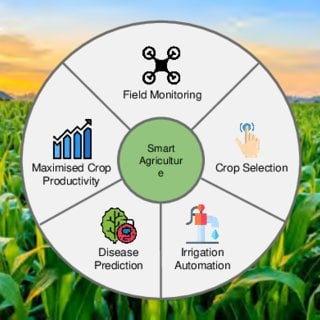 Field Monitoring
Smart
Agricultur
e
Crop Selection
Maximised Crop
Productivity
Disease
Prediction
Irrigation
Automation